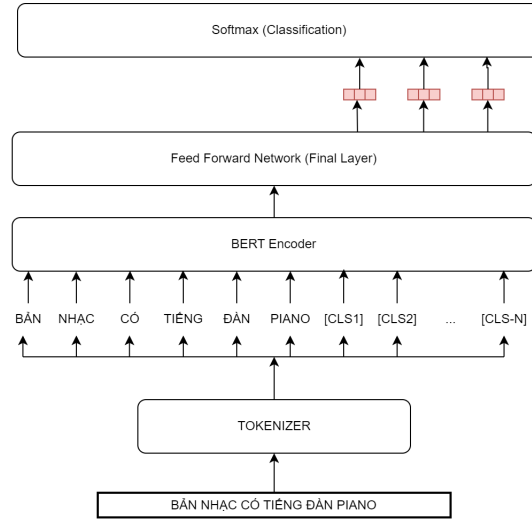 Softmax (Classification)
Feed Forward Network (Final Layer)
BERT Encoder
BẢN NHẠC CÓ TIẾNG ĐÀN PIANO [CLS1] [CLS2] ... [CLS-N]
TOKENIZER
BẢN NHẠC CÓ TIẾNG ĐÀN PIANO